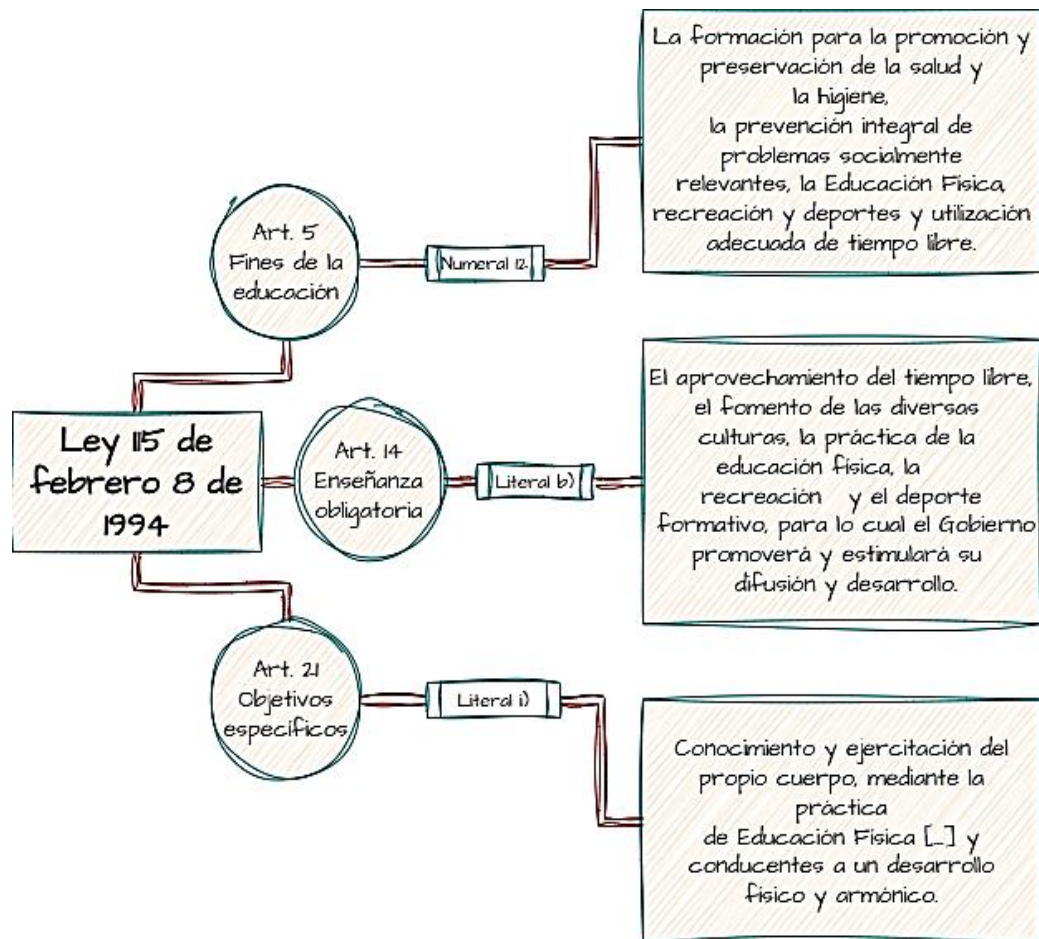 Ley 115 de
febrero 8 de
1994
Art. 5
Fines de la
educación
Numeral 12.
La formación para la promoción y
preservación de la salud y
la higiene,
la prevención integral de
problemas socialmente
relevantes, la Educación Física,
recreación y deportes y utilización
adecuada de tiempo libre.
Art. 14
Enseñanza
obligatoria
Literal b)
El aprovechamiento del tiempo libre,
el fomento de las diversas
culturas, la práctica de la
educación física, la
recreación y el deporte
formativo, para lo cual el Gobierno
promoverá y estimulará su
difusión y desarrollo.
Art. 21
Objetivos
específicos
Literal i)
Conocimiento y ejercitación del
propio cuerpo, mediante la
práctica
de Educación Física [...] y
conducentes a un desarrollo
físico y armónico.